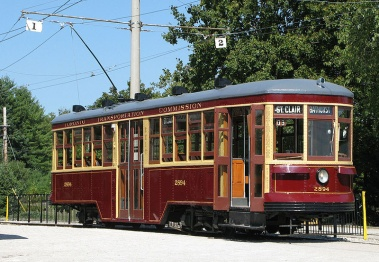 1
2
TORONTO TRANSPORTATION COMMISSION
ST. CLAIR
2894
2894
2894